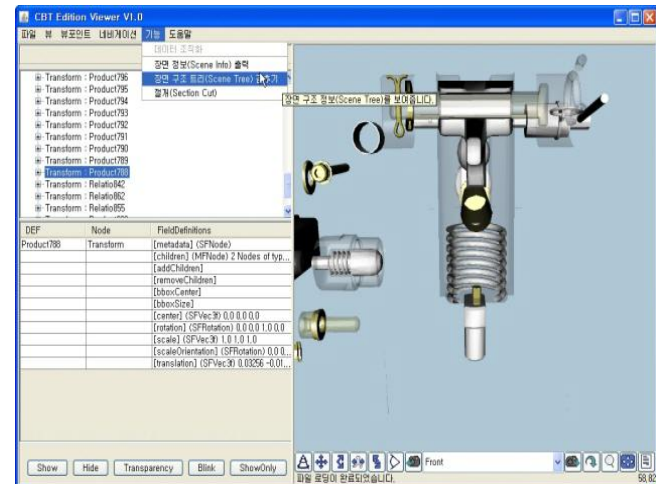 CBT Edition Viewer V1.0
파일 뷰 뷰포인트 네비게이션 기능 도움말
데이터 조작화
장면 정보(Scene Info) 출력
장면 구조 트리(Scene Tree)
절개(Section Cut)
장면 구조 정보(Scene Tree)를 보여줍니다.
Transform : Product796
Transform : Product795
Transform : Product794
Transform : Product793
Transform : Product792
Transform : Product791
Transform : Product790
Transform : Product789
Transform : Product788
Transform : Relatio842
Transform : Relatio862
Transform : Relatio855
DEF Node FieldDefinitions
Product788 Transform [metadata] (SFNode)
[children] (MFNode) 2 Nodes of typ...
[addChildren]
[removeChildren]
[bboxCenter]
[bboxSize]
[center] (SFVec3f) 0,0 0,0 0,0
[rotation] (SFRotation) 0,0 0,0 1,0 0,0
[scale] (SFVec3f) 1,0 1,0 1,0
[scaleOrientation] (SFRotation) 0,0 0,...
[translation] (SFVec3f) 0,03256 -0,01...
Show Hide Transparency Blink ShowOnly
Front
파일 로딩이 완료되었습니다.
58,82